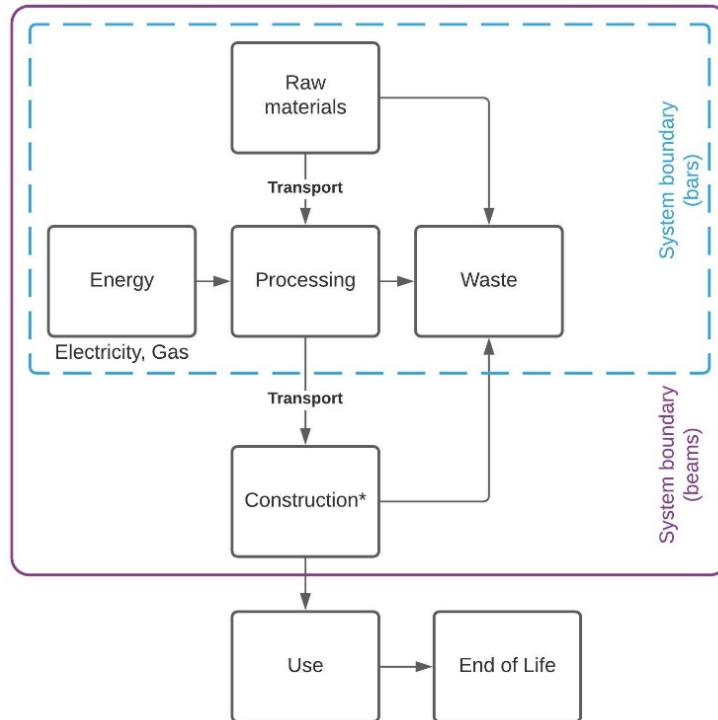 Raw
materials
System boundary
(bars)
Transport
Energy
Processing
Waste
Electricity, Gas
Transport
System boundary
(beams)
Construction*
Use
End of Life